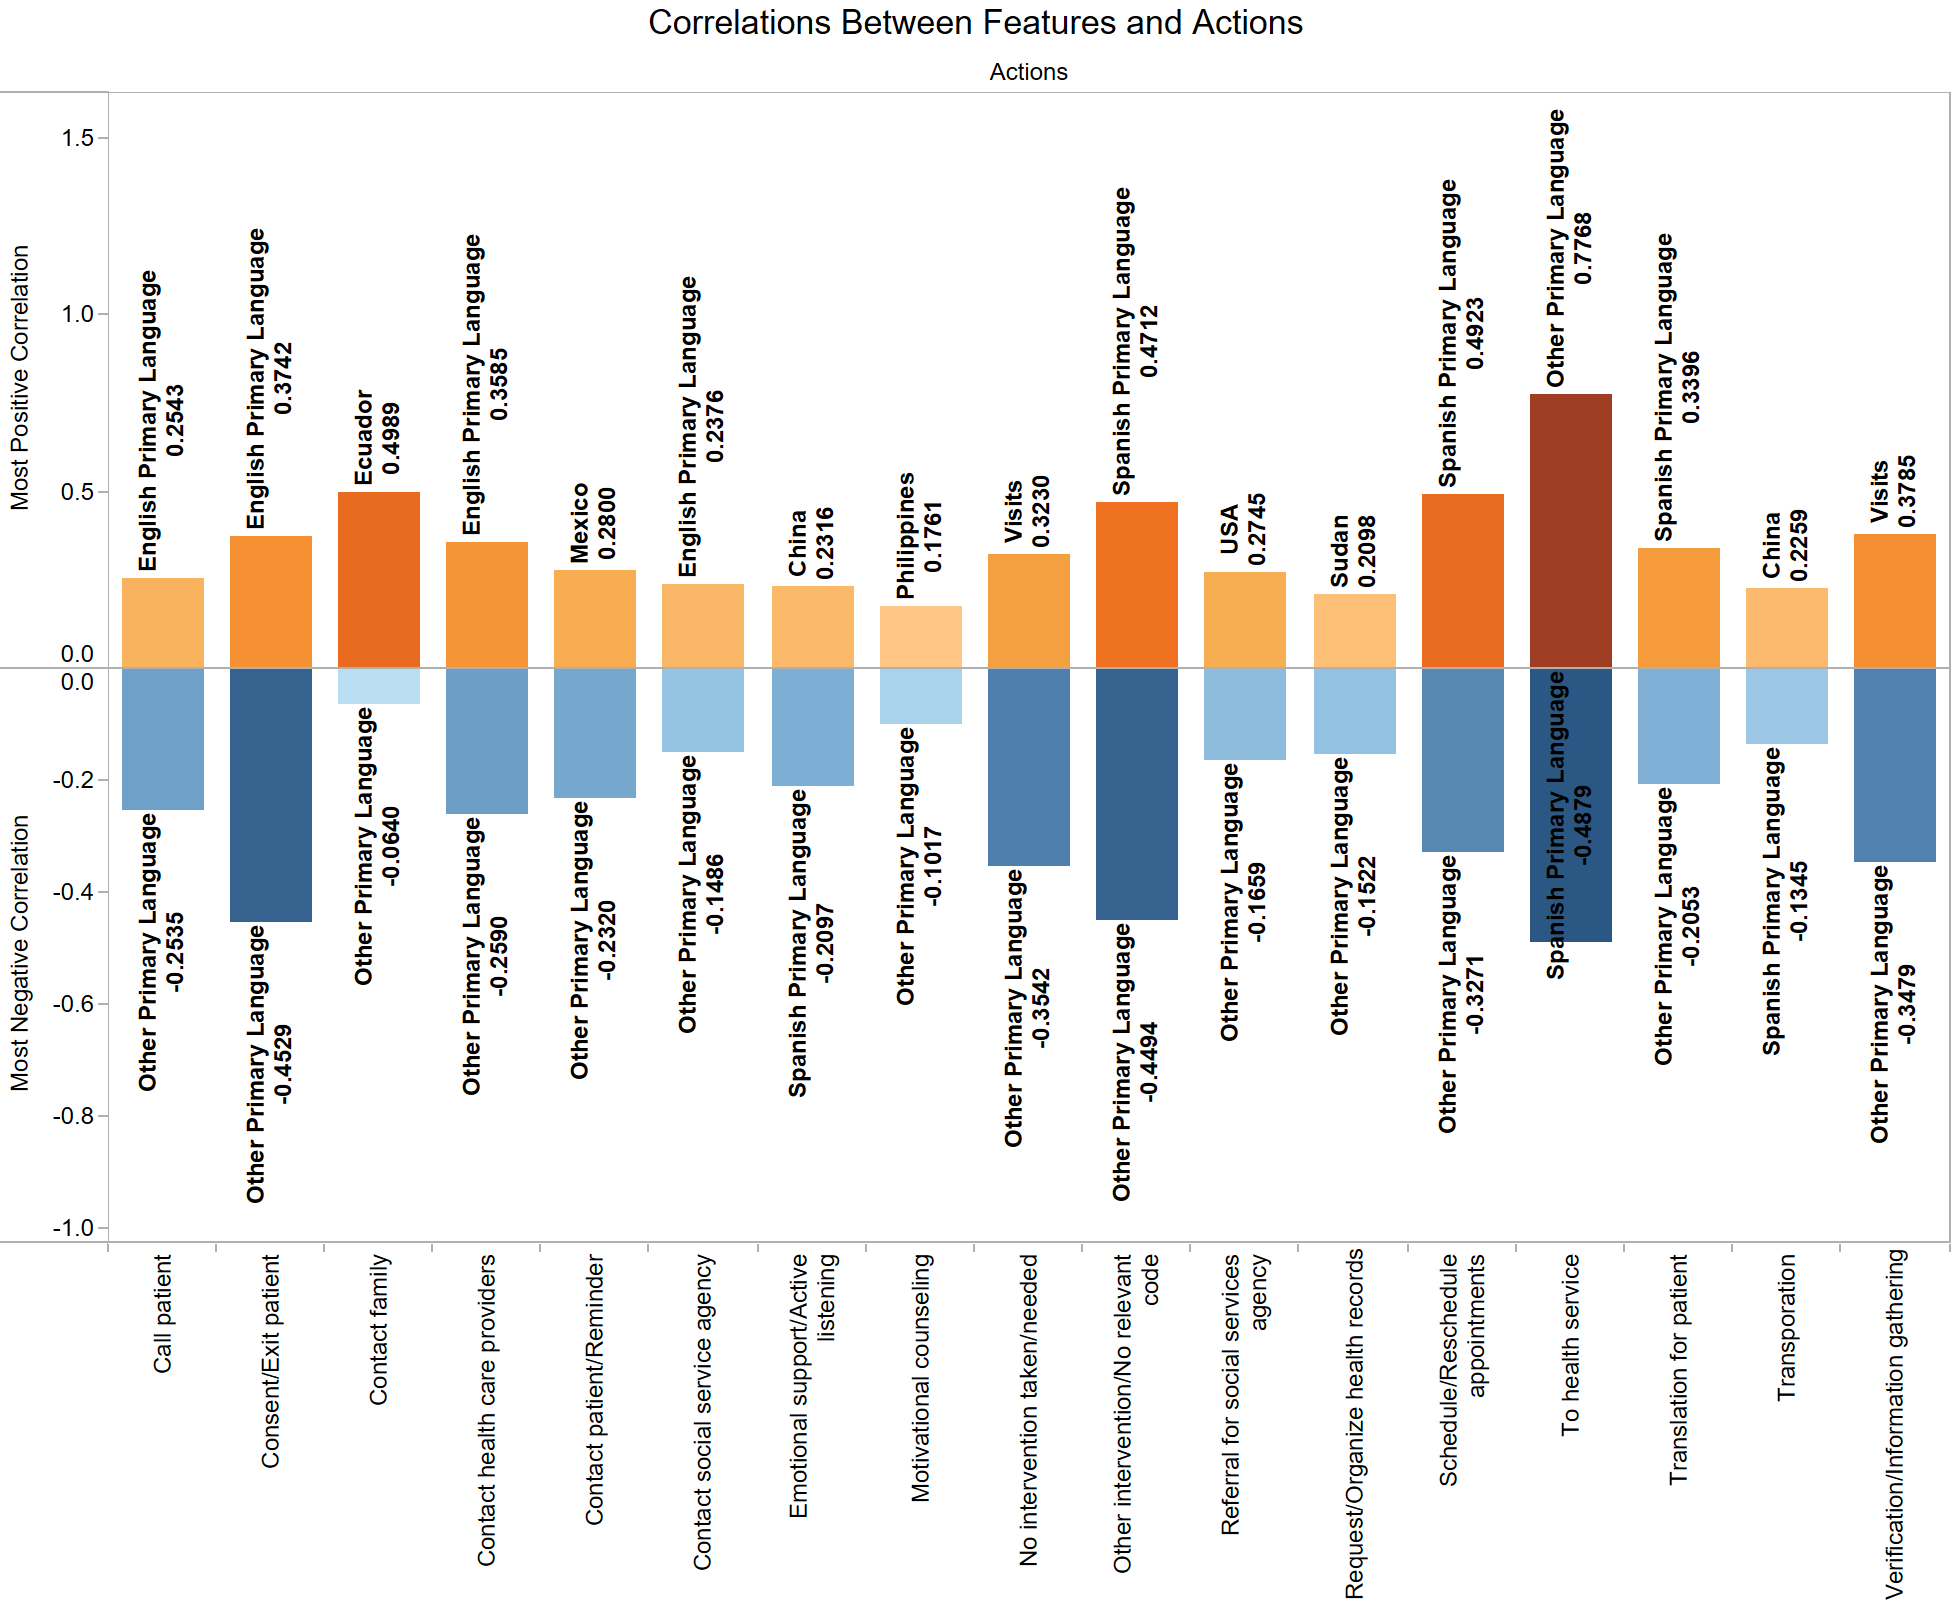 Correlations Between Features and Actions
Actions
Most Positive Correlation
1.5
1.0
0.5
0.0
English Primary Language
0.2543
English Primary Language
0.3742
Ecuador
0.4989
English Primary Language
0.3585
Mexico
0.2800
English Primary Language
0.2376
China
0.2316
Philippines
0.1761
Visits
0.3230
Spanish Primary Language
0.4712
USA
0.2745
Sudan
0.2098
Spanish Primary Language
0.4923
Other Primary Language
0.7768
Spanish Primary Language
0.3396
China
0.2259
Visits
0.3785
Most Negative Correlation
0.0
-0.2
-0.4
-0.6
-0.8
-1.0
Other Primary Language
-0.2535
Other Primary Language
-0.4529
Other Primary Language
-0.0640
Other Primary Language
-0.2590
Other Primary Language
-0.2320
Other Primary Language
-0.1486
Spanish Primary Language
-0.2097
Other Primary Language
-0.1017
Other Primary Language
-0.3542
Other Primary Language
-0.4494
Other Primary Language
-0.1659
Other Primary Language
-0.1522
Other Primary Language
-0.3271
Spanish Primary Language
-0.4879
Other Primary Language
-0.2053
Spanish Primary Language
-0.1345
Other Primary Language
-0.3479
Call patient
Consent/Exit patient
Contact family
Contact health care providers
Contact patient/Reminder
Contact social service agency
Emotional support/Active
listening
Motivational counseling
No intervention taken/needed
Other intervention/No relevant
code
Referral for social services
agency
Request/Organize health records
Schedule/Reschedule
appointments
To health service
Translation for patient
Transporation
Verification/Information gathering